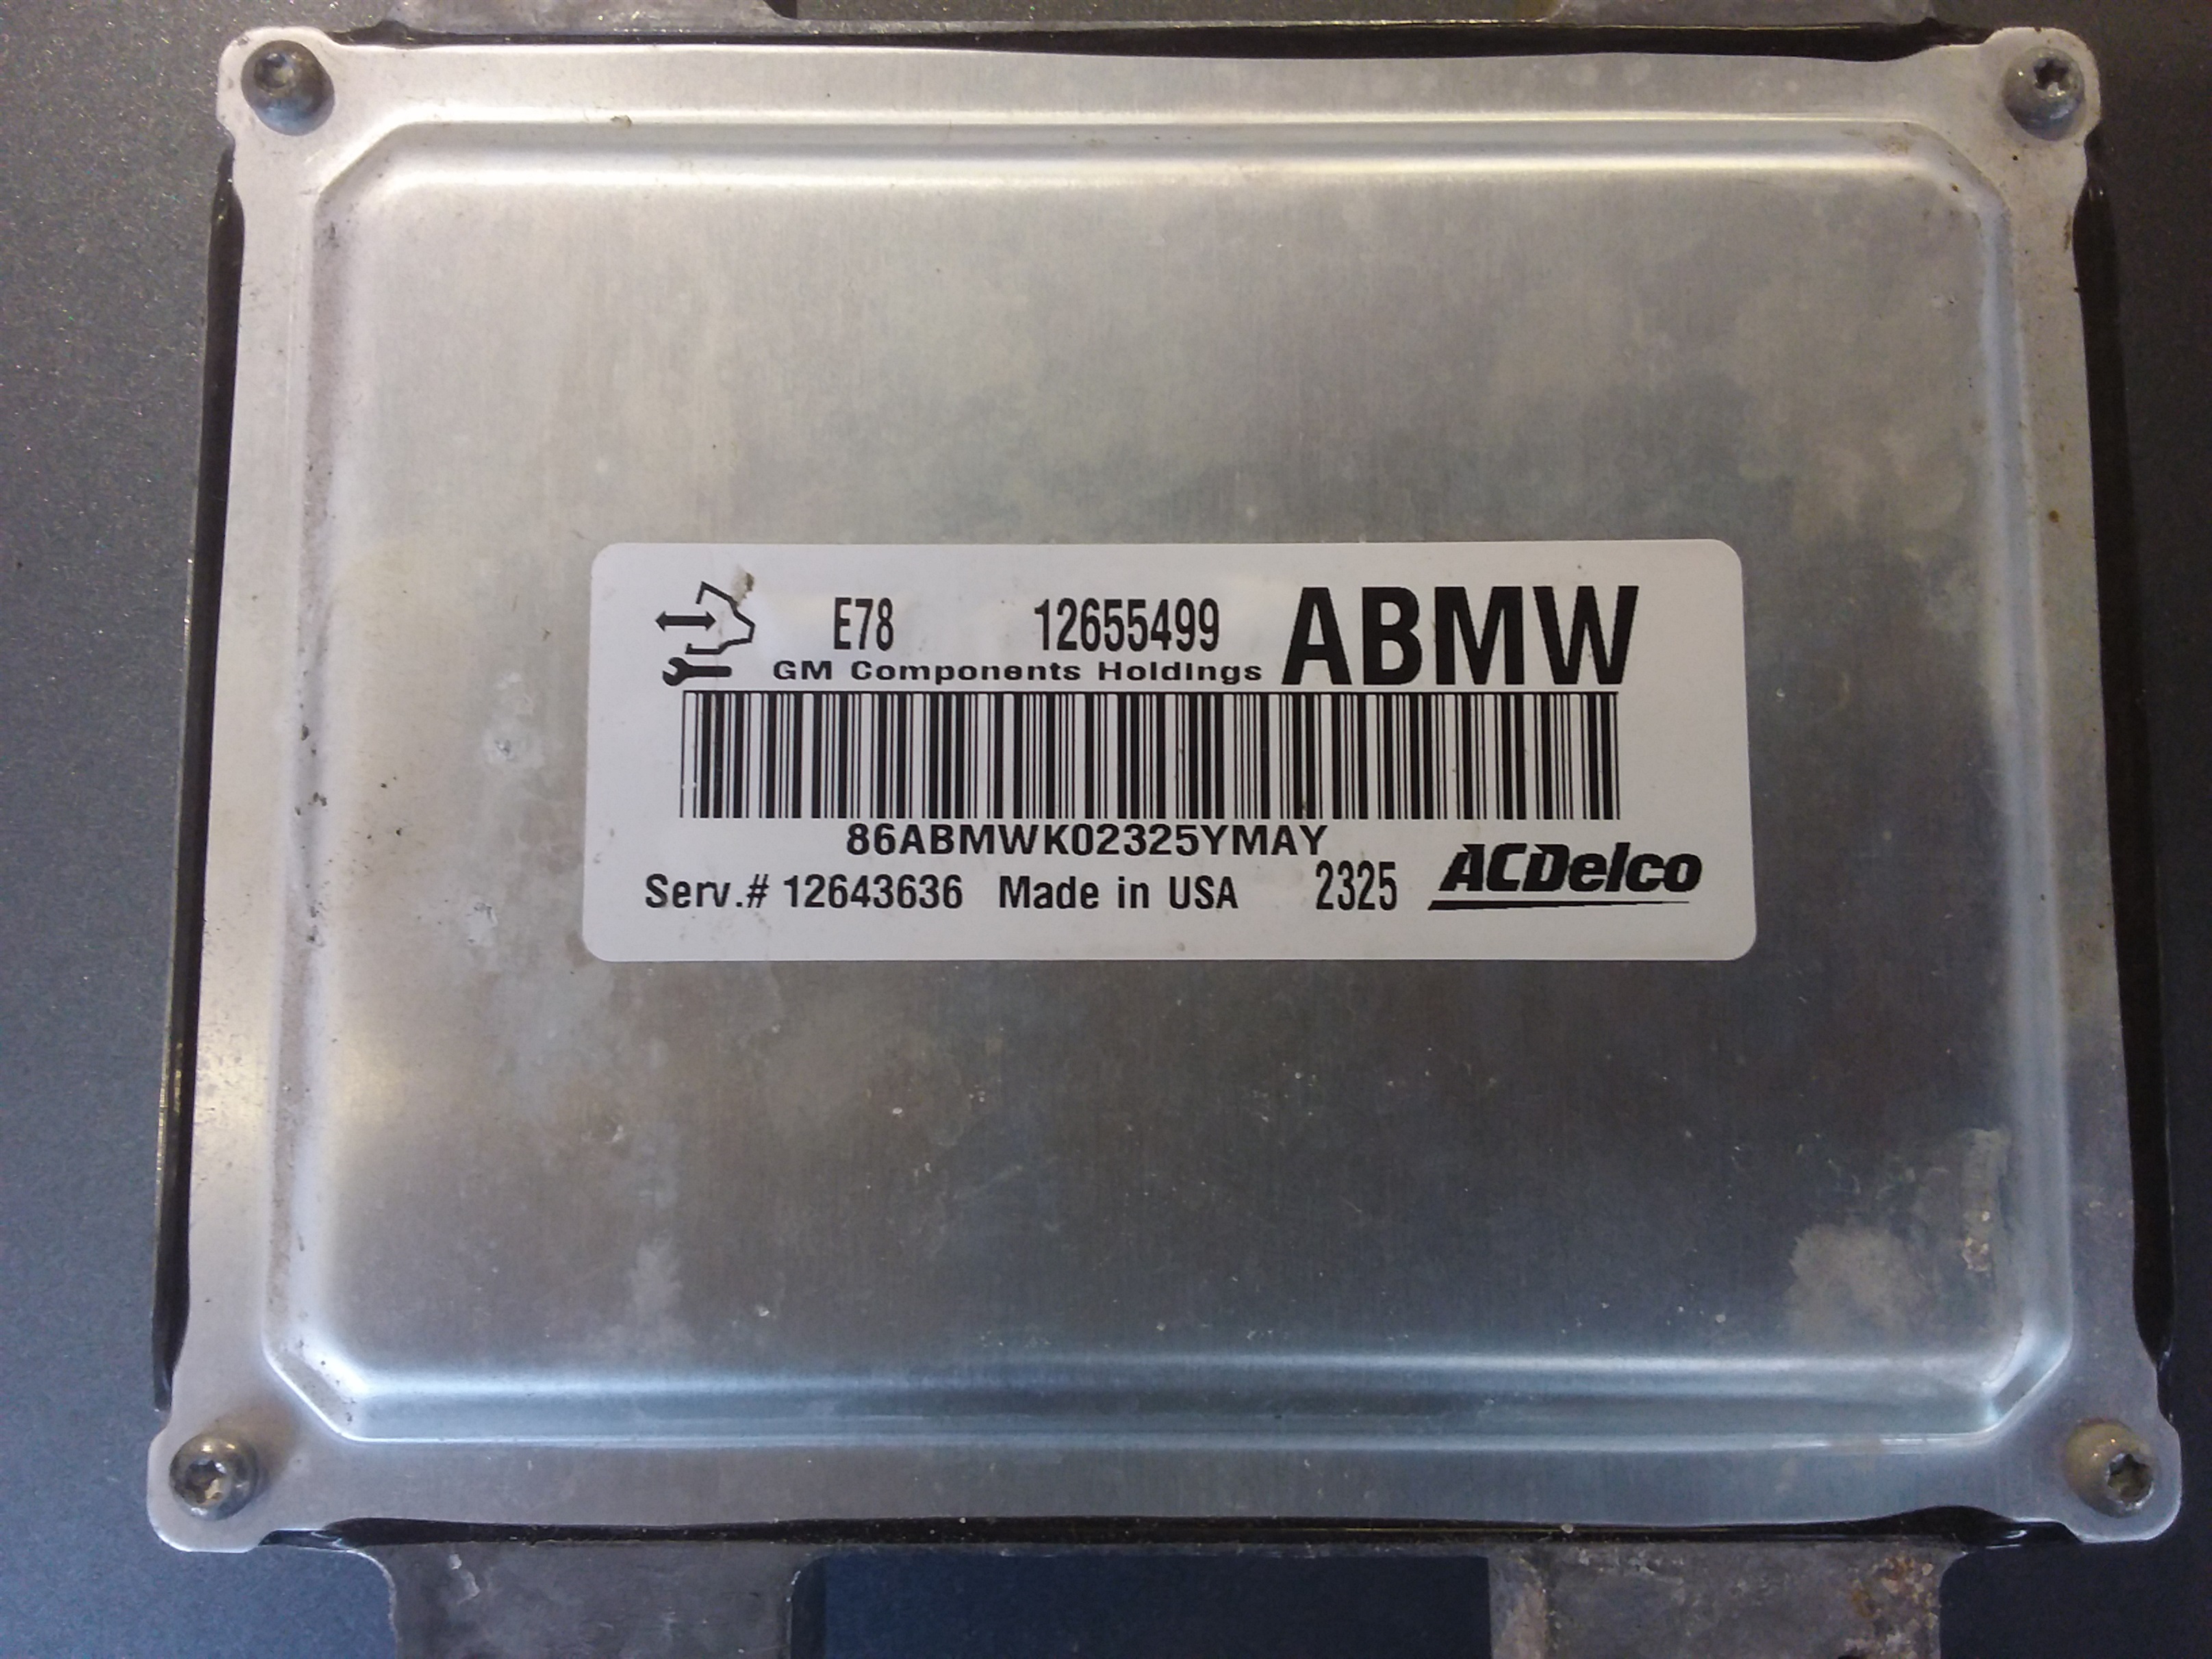 E78 12655499 ABMW
GM Components Holdings
86ABMWK02325YMAY
Serv.# 12643636 Made in USA 2325 ACDelco